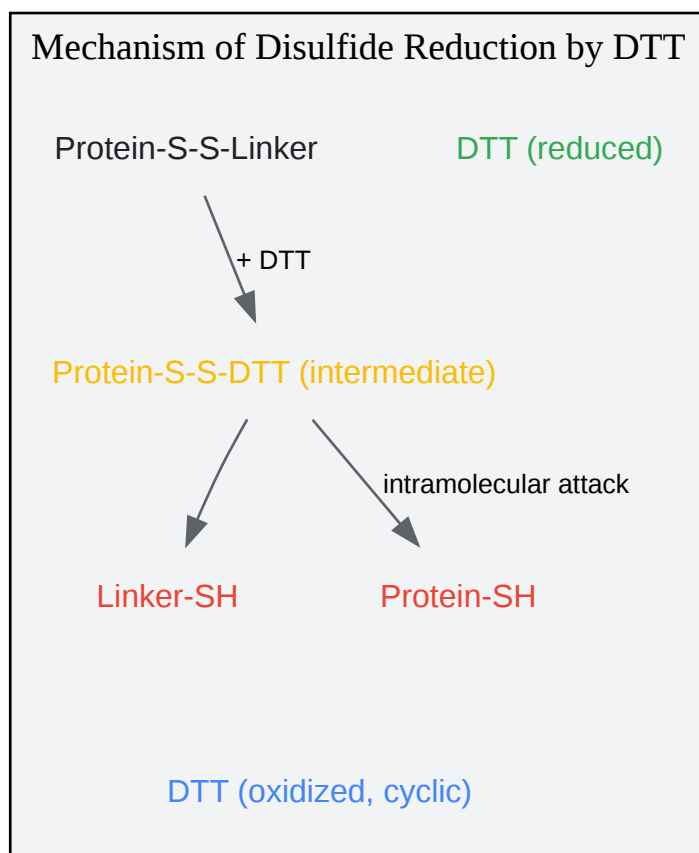 Mechanism of Disulfide Reduction by DTT
Protein-S-S-Linker
DTT (reduced)
+ DTT
Protein-S-S-DTT (intermediate)
intramolecular attack
Linker-SH
Protein-SH
DTT (oxidized, cyclic)